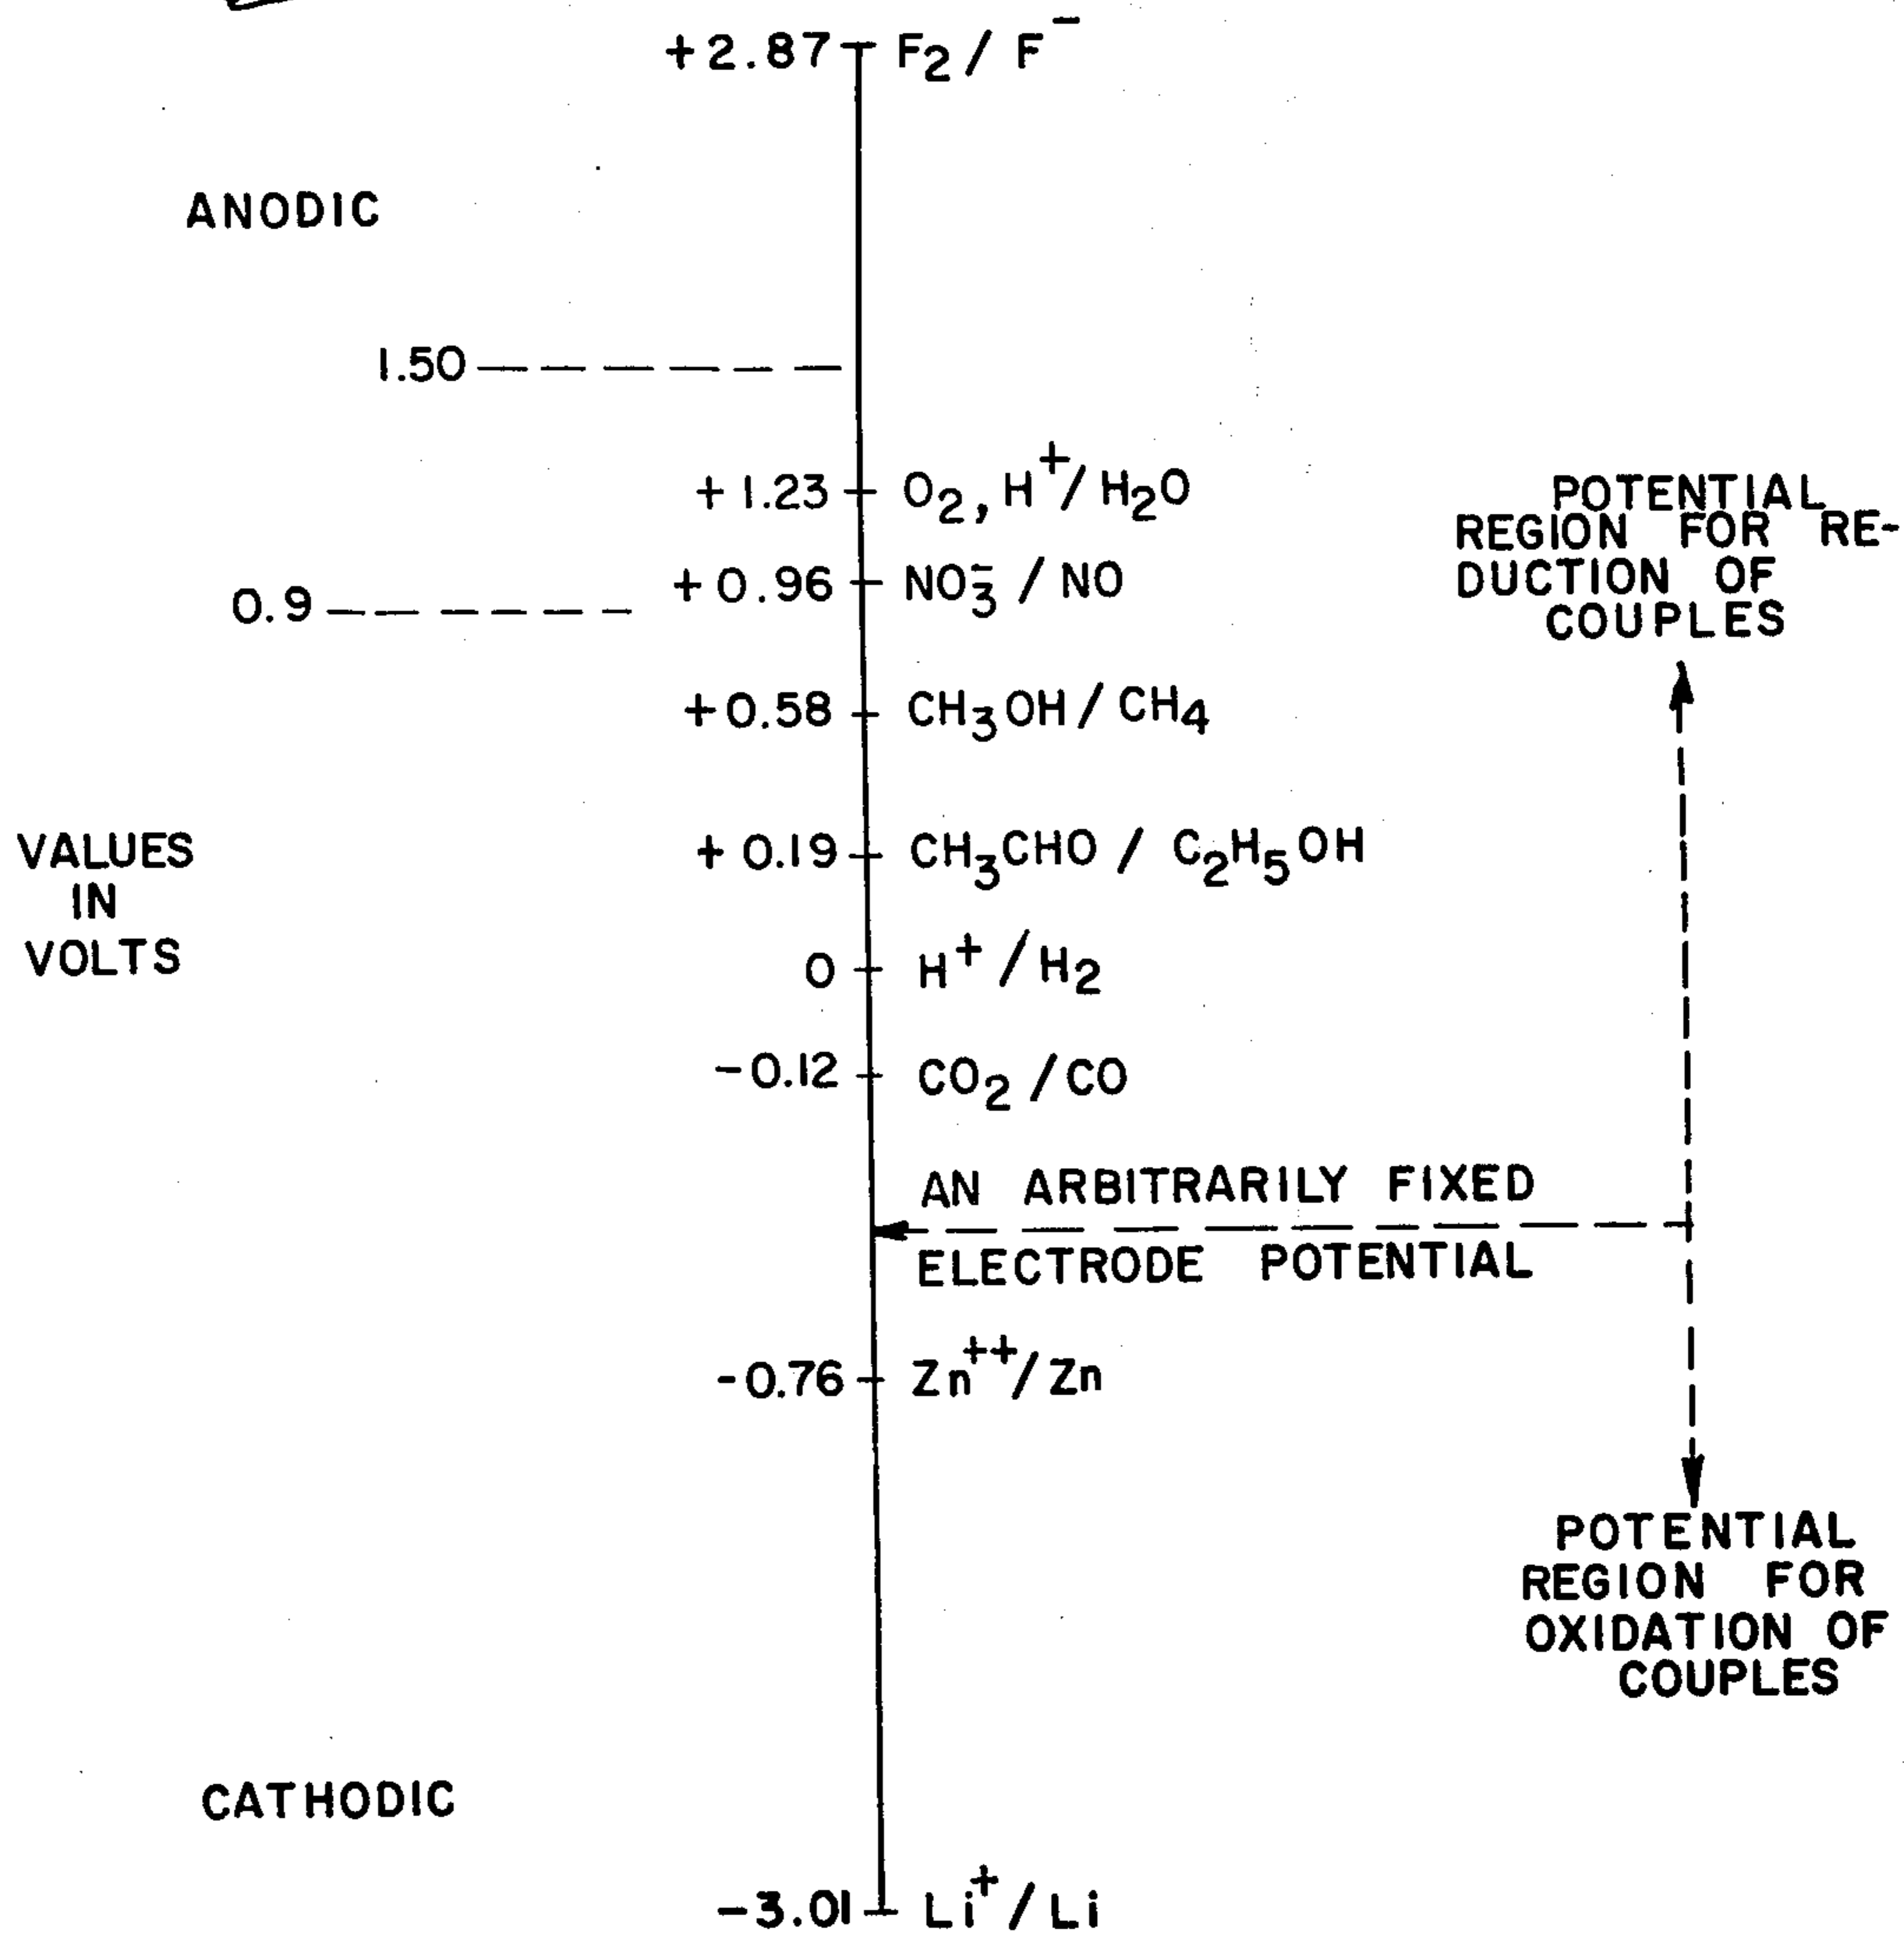 +2.87 F2 / F−
ANODIC
1.50
+1.23 O2, H+/H2O
POTENTIAL
REGION FOR RE-
DUCTION OF
COUPLES
+0.96 NO3− / NO
0.9
+0.58 CH3OH / CH4
VALUES
IN
VOLTS
+0.19 CH3CHO / C2H5OH
0 H+ / H2
−0.12 CO2 / CO
AN ARBITRARILY FIXED
ELECTRODE POTENTIAL
-0.76 Zn++/Zn
POTENTIAL
REGION FOR
OXIDATION OF
COUPLES
CATHODIC
−3.01 Li+/Li